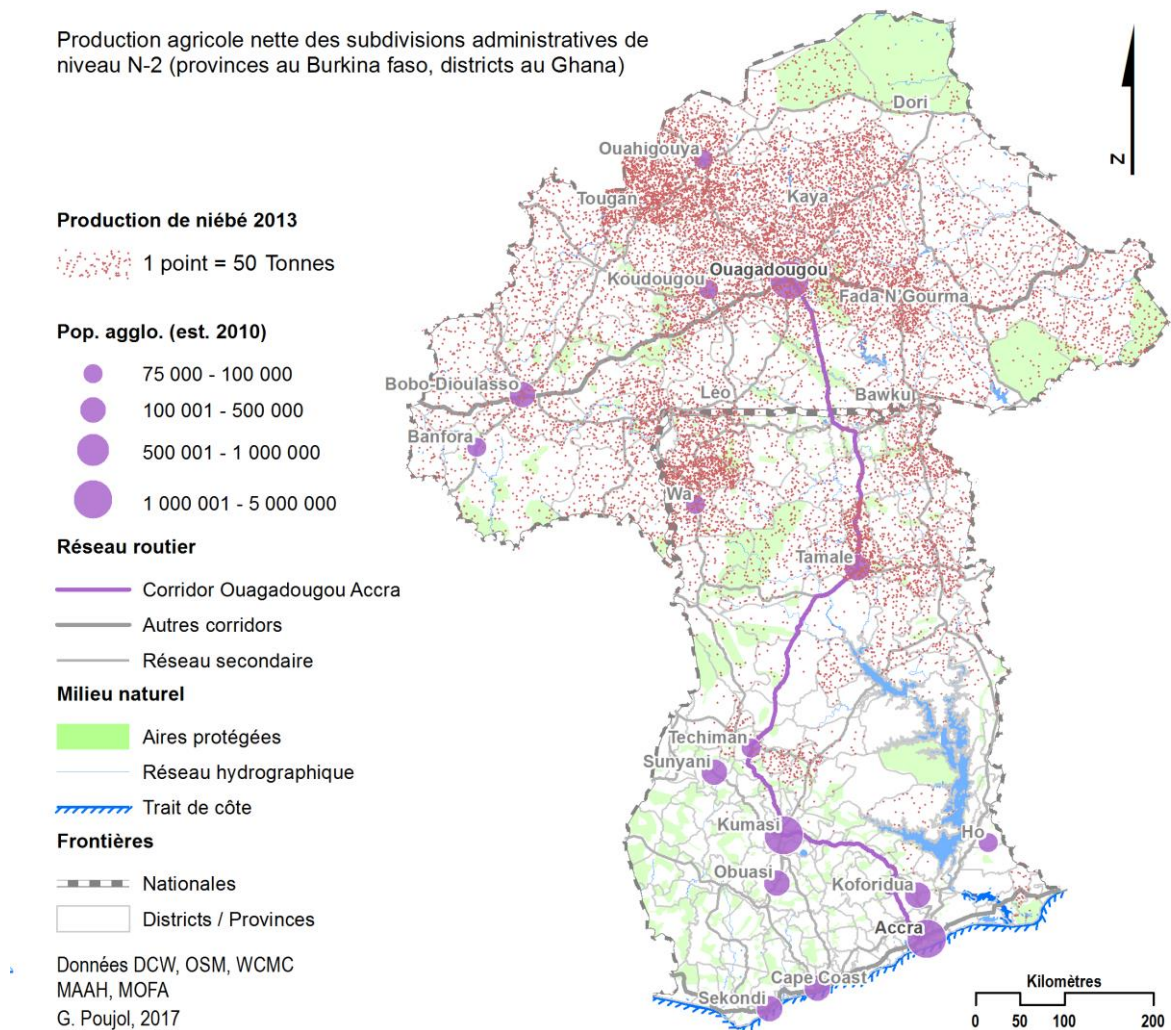 Production agricole nette des subdivisions administratives de
niveau N-2 (provinces au Burkina faso, districts au Ghana)
Production de niébé 2013
1 point = 50 Tonnes
Pop. agglo. (est. 2010)
75 000 - 100 000
100 001 - 500 000
500 001 - 1 000 000
1 000 001 - 5 000 000
Réseau routier
Corridor Ouagadougou Accra
Autres corridors
Réseau secondaire
Milieu naturel
Aires protégées
Réseau hydrographique
Trait de côte
Frontières
Nationales
Districts / Provinces
Données DCW, OSM, WCMC
MAAH, MOFA
G. Poujol, 2017
N
Dori
Ouahigouya
Tougan
Kaya
Ouagadougou
Koudougou
Fada N'Gourma
Bobo-Dioulasso
Léo
Bawku
Banfora
Wa
Tamale
Techiman
Sunyani
Kumasi
Ho
Obuasi
Koforidua
Accra
Cape Coast
Sekondi
Kilomètres
0 50 100 200